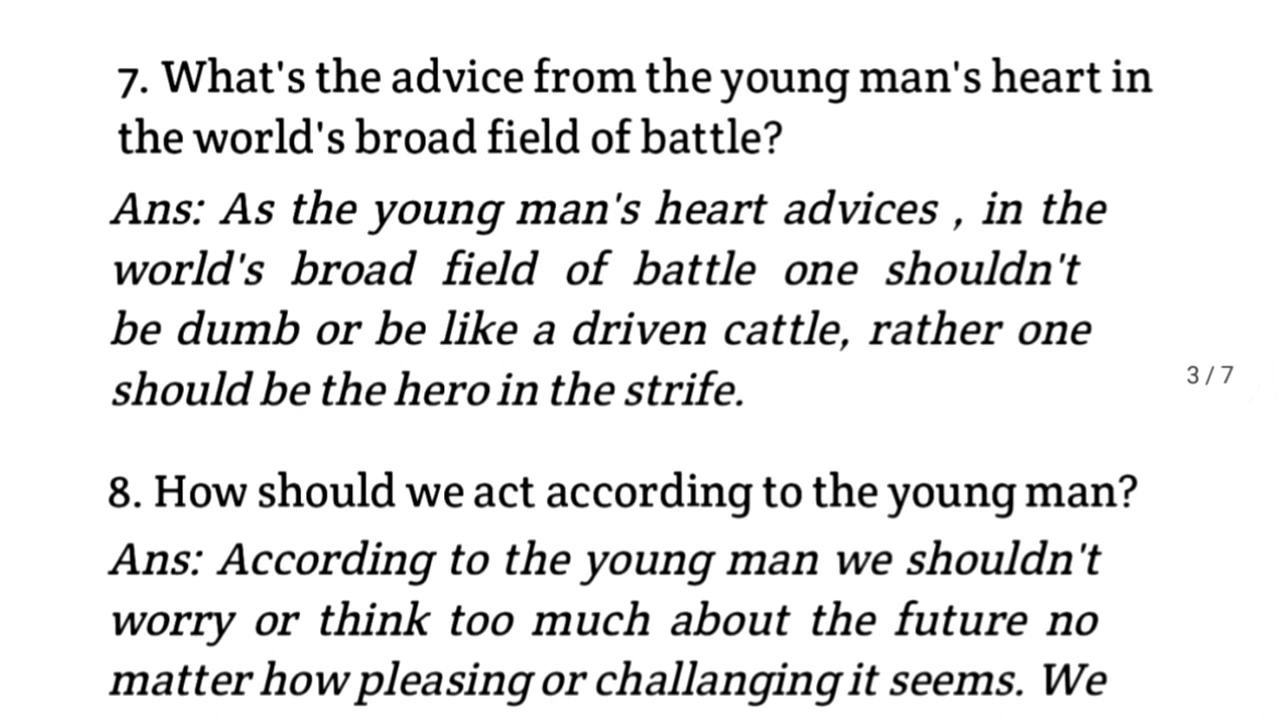 7. What's the advice from the young man's heart in
the world's broad field of battle?
Ans: As the young man's heart advices , in the
world's broad field of battle one shouldn't
be dumb or be like a driven cattle, rather one
should be the hero in the strife.
3 / 7
8. How should we act according to the young man?
Ans: According to the young man we shouldn't
worry or think too much about the future no
matter how pleasing or challanging it seems. We